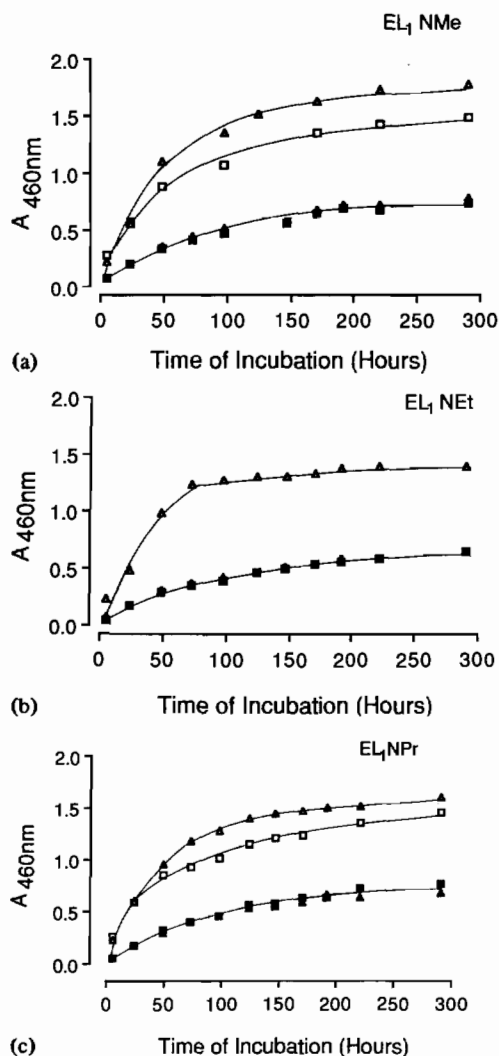 EL₁ NMe
2.0
1.5
1.0
0.5
0.0
A 460nm
0 50 100 150 200 250 300
(a) Time of Incubation (Hours)
EL₁ NEt
2.0
1.5
1.0
0.5
0.0
A 460nm
0 50 100 150 200 250 300
(b) Time of Incubation (Hours)
EL₁NPr
2.0
1.5
1.0
0.5
0.0
A 460nm
0 50 100 150 200 250 300
(c) Time of Incubation (Hours)